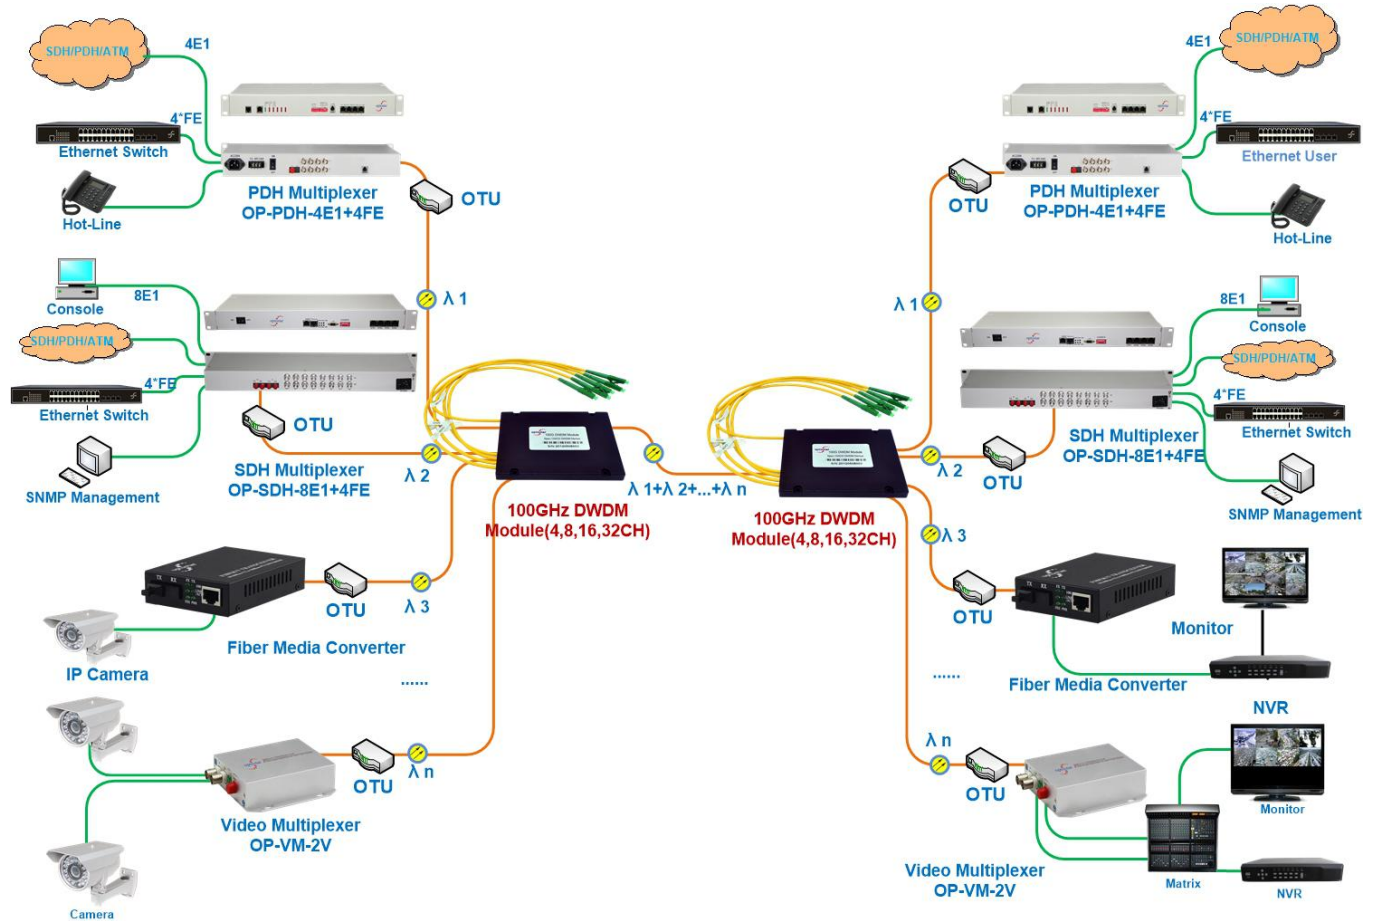 SDH/PDH/ATM
4E1
4*FE
Ethernet Switch
Hot-Line
PDH Multiplexer
OP-PDH-4E1+4FE
OTU
λ 1
Console
8E1
SDH/PDH/ATM
4*FE
Ethernet Switch
SNMP Management
OTU
SDH Multiplexer
OP-SDH-8E1+4FE
λ 2
100GHz DWDM
Module(4,8,16,32CH)
OTU
λ 3
Fiber Media Converter
IP Camera
......
OTU
λ n
Video Multiplexer
OP-VM-2V
Camera
λ 1+λ 2+...+λ n
100GHz DWDM
Module(4,8,16,32CH)
SDH/PDH/ATM
4E1
4*FE
Ethernet User
Hot-Line
PDH Multiplexer
OP-PDH-4E1+4FE
OTU
λ 1
8E1
Console
SDH/PDH/ATM
4*FE
Ethernet Switch
SDH Multiplexer
OP-SDH-8E1+4FE
SNMP Management
λ 2
OTU
λ 3
OTU
Fiber Media Converter
Monitor
NVR
......
λ n
OTU
Video Multiplexer
OP-VM-2V
Matrix
Monitor
NVR